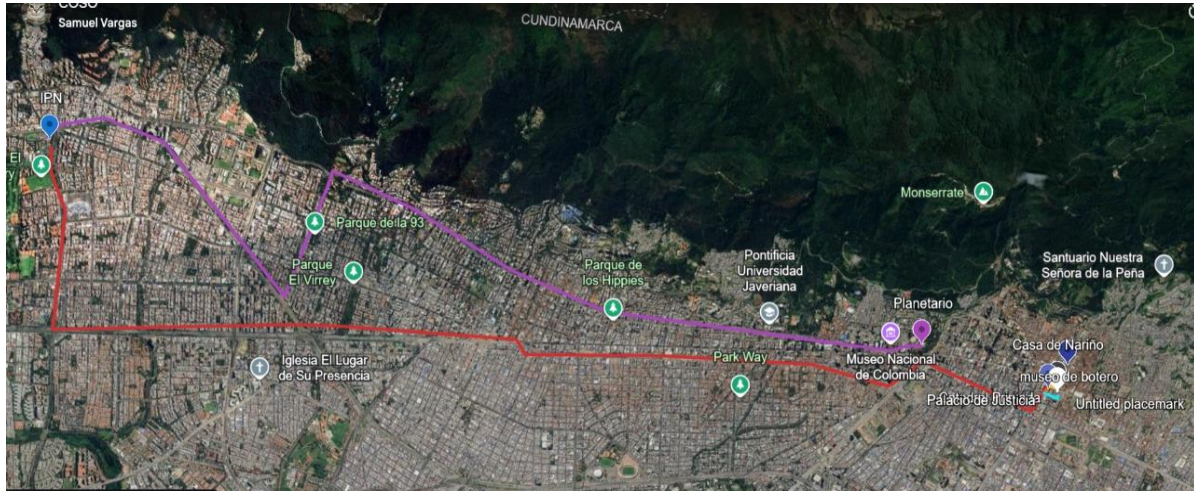 Samuel Vargas
CUNDINAMARCA
IPN
El
Parque de la 93
Parque
El Virrey
Parque de
los Hippies
Pontificia
Universidad
Javeriana
Monserrate
Santuario Nuestra
Señora de la Peña
Planetario
Museo Nacional
de Colombia
Casa de Nariño
museo de botero
Palacio de Justicia
Untitled placemark
Park Way
Iglesia El Lugar
de Su Presencia